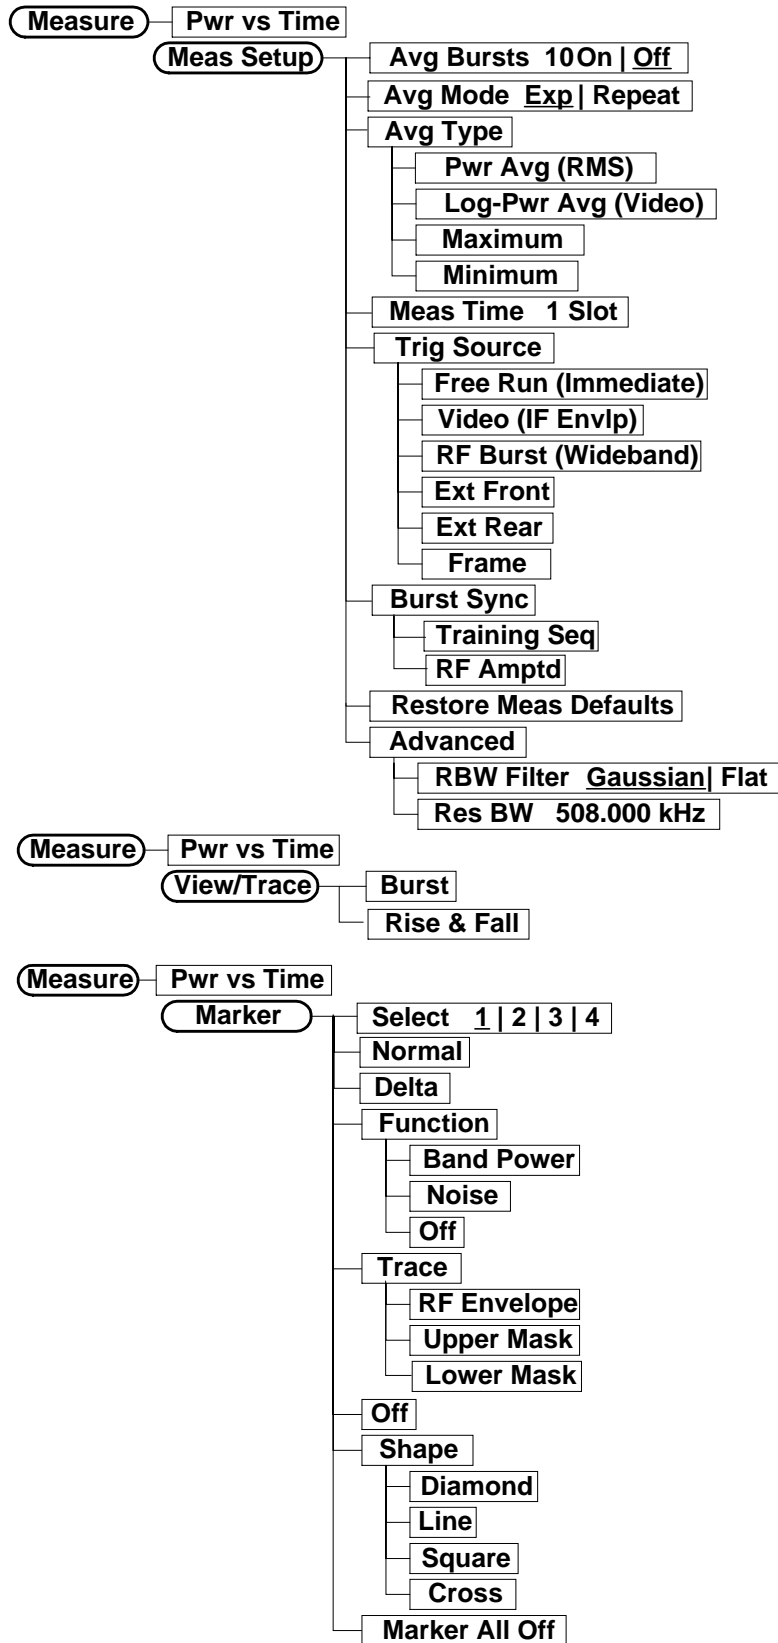 Measure Pwr vs Time
Meas Setup Avg Bursts 10 On | Off
Avg Mode Exp | Repeat
Avg Type
Pwr Avg (RMS)
Log-Pwr Avg (Video)
Maximum
Minimum
Meas Time 1 Slot
Trig Source
Free Run (Immediate)
Video (IF Envlp)
RF Burst (Wideband)
Ext Front
Ext Rear
Frame
Burst Sync
Training Seq
RF Amptd
Restore Meas Defaults
Advanced
RBW Filter Gaussian | Flat
Res BW 508.000 kHz
Measure Pwr vs Time
View/Trace Burst
Rise & Fall
Measure Pwr vs Time
Marker Select 1 | 2 | 3 | 4
Normal
Delta
Function
Band Power
Noise
Off
Trace
RF Envelope
Upper Mask
Lower Mask
Off
Shape
Diamond
Line
Square
Cross
Marker All Off